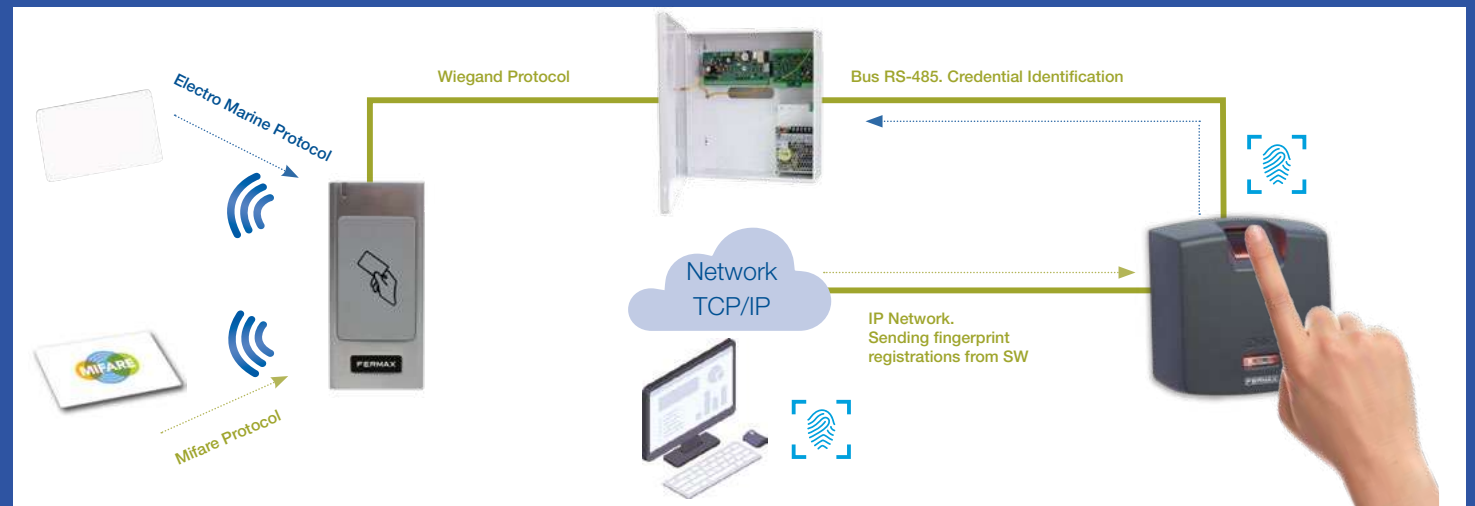 Wiegand Protocol
Bus RS-485. Credential Identification
Electro Marine Protocol
Network
TCP/IP
IP Network.
Sending fingerprint
registrations from SW
FERMAX
MIFARE
FERMAX
Mifare Protocol